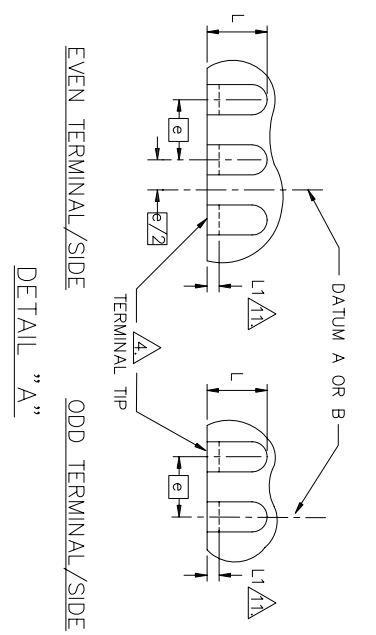 DATUM A OR B
L
L1 11.
e
e/2
4.
TERMINAL TIP
L
L1 11.
e
EVEN TERMINAL/SIDE
ODD TERMINAL/SIDE
DETAIL "A"